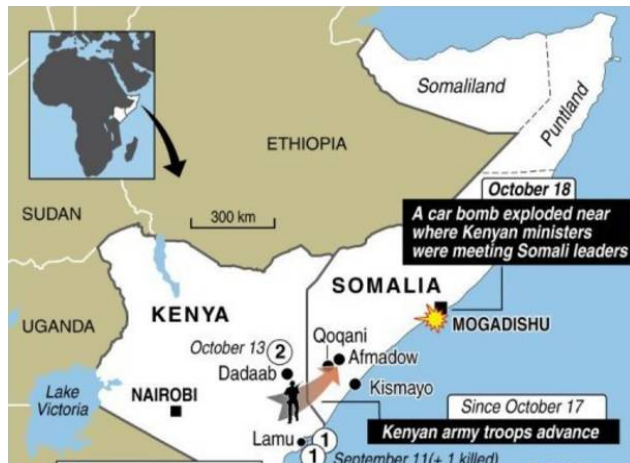 Somaliland
Puntland
ETHIOPIA
SUDAN
300 km
October 18
A car bomb exploded near
where Kenyan ministers
were meeting Somali leaders
SOMALIA
KENYA
UGANDA
MOGADISHU
October 13 2
Qoqani
Afmadow
Dadaab
Kismayo
Lake
Victoria
NAIROBI
Since October 17
Kenyan army troops advance
Lamu 1
1 September 11 (+ 1 killed)